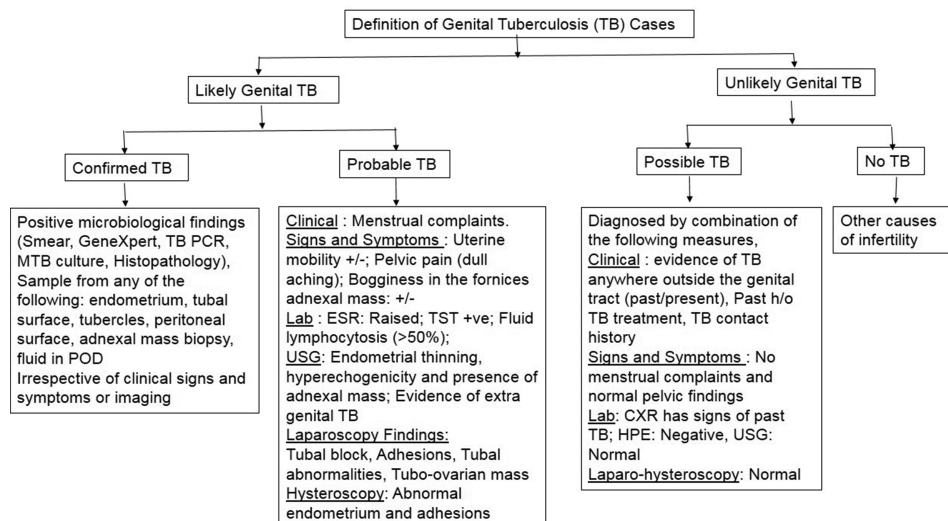 Definition of Genital Tuberculosis (TB) Cases
Likely Genital TB
Unlikely Genital TB
Confirmed TB
Probable TB
Possible TB
No TB
Positive microbiological findings
(Smear, GeneXpert, TB PCR,
MTB culture, Histopathology),
Sample from any of the
following: endometrium, tubal
surface, tubercles, peritoneal
surface, adnexal mass biopsy,
fluid in POD
Irrespective of clinical signs and
symptoms or imaging
Clinical : Menstrual complaints.
Signs and Symptoms : Uterine
mobility +/-; Pelvic pain (dull
aching); Bogginess in the fornices
adnexal mass: +/-
Lab : ESR: Raised; TST +ve; Fluid
lymphocytosis (>50%);
USG: Endometrial thinning,
hyperechogenicity and presence of
adnexal mass; Evidence of extra
genital TB
Laparoscopy Findings:
Tubal block, Adhesions, Tubal
abnormalities, Tubo-ovarian mass
Hysteroscopy: Abnormal
endometrium and adhesions
Diagnosed by combination of
the following measures,
Clinical : evidence of TB
anywhere outside the genital
tract (past/present), Past h/o
TB treatment, TB contact
history
Signs and Symptoms : No
menstrual complaints and
normal pelvic findings
Lab: CXR has signs of past
TB; HPE: Negative, USG:
Normal
Laparo-hysteroscopy: Normal
Other causes
of infertility